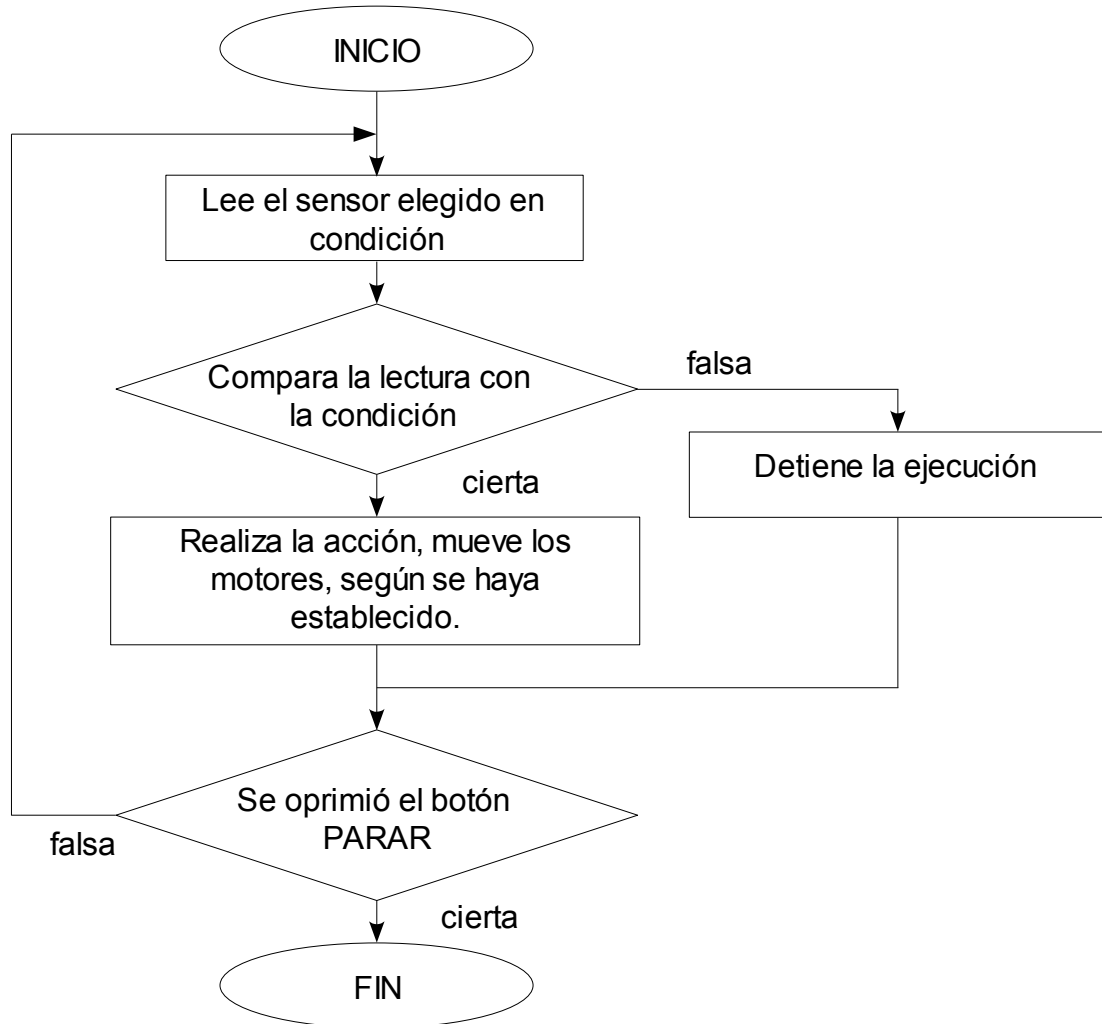 INICIO
Lee el sensor elegido en
condición
Compara la lectura con
la condición
falsa
Detiene la ejecución
cierta
Realiza la acción, mueve los
motores, según se haya
establecido.
Se oprimió el botón
PARAR
falsa
cierta
FIN